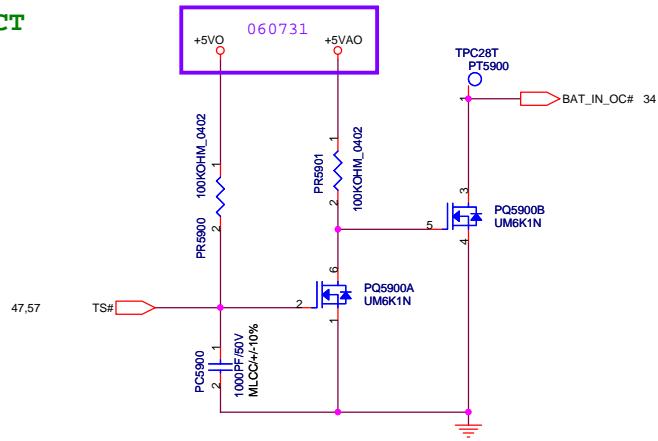 CT
060731
+5VO
+5VAO
TPC28T
PT5900
1
BAT_IN_OC# 34
1
100KOHM_0402
PR5900
2
1
PR5901
100KOHM_0402
2
3
5
PQ5900B
UM6K1N
4
6
PQ5900A
UM6K1N
47,57
TS#
2
1
1
PC5900
2
1000PF/50V
MLCC/+/-10%